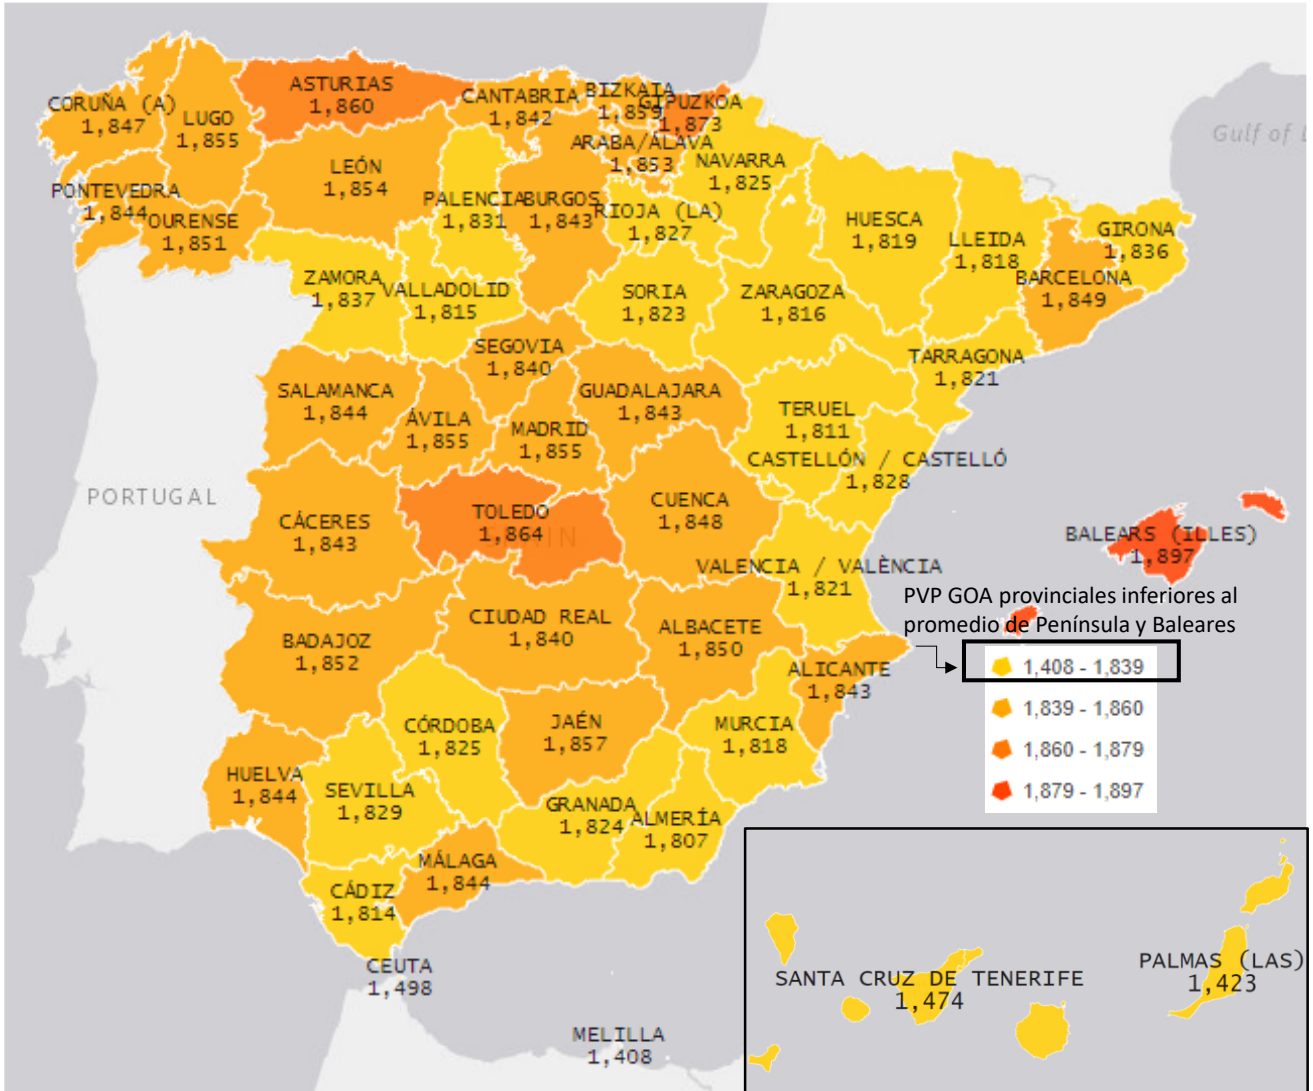 ASTURIAS
1,860
CANTABRIA
1,842
BIZKAIA
1,859
GIPUZKOA
1,873
CORUÑA (A)
1,847
LUGO
1,855
Gulf of
ARABA/ÁLAVA
1,853
NAVARRA
1,825
LEÓN
1,854
PONTEVEDRA
1,844
OURENSE
1,851
PALENCIA
1,831
BURGOS
1,843
RIOJA (LA)
1,827
HUESCA
1,819
LLEIDA
1,818
GIRONA
1,836
BARCELONA
1,849
ZAMORA
1,837
VALLADOLID
1,815
SORIA
1,823
ZARAGOZA
1,816
SEGOVIA
1,840
TARRAGONA
1,821
SALAMANCA
1,844
ÁVILA
1,855
MADRID
1,855
GUADALAJARA
1,843
TERUEL
1,811
CASTELLÓN / CASTELLÓ
1,828
PORTUGAL
CÁCERES
1,843
TOLEDO
1,864
CUENCA
1,848
BALEARS (ILLES)
1,897
VALENCIA / VALÈNCIA
1,821
PVP GOA provinciales inferiores al
promedio de Península y Baleares
1,408 - 1,839
1,839 - 1,860
1,860 - 1,879
1,879 - 1,897
BADAJOZ
1,852
CIUDAD REAL
1,840
ALBACETE
1,850
ALICANTE
1,843
CÓRDOBA
1,825
JAÉN
1,857
MURCIA
1,818
HUELVA
1,844
SEVILLA
1,829
GRANADA
1,824
ALMERÍA
1,807
MÁLAGA
1,844
CÁDIZ
1,814
CEUTA
1,498
MELILLA
1,408
SANTA CRUZ DE TENERIFE
1,474
PALMAS (LAS)
1,423